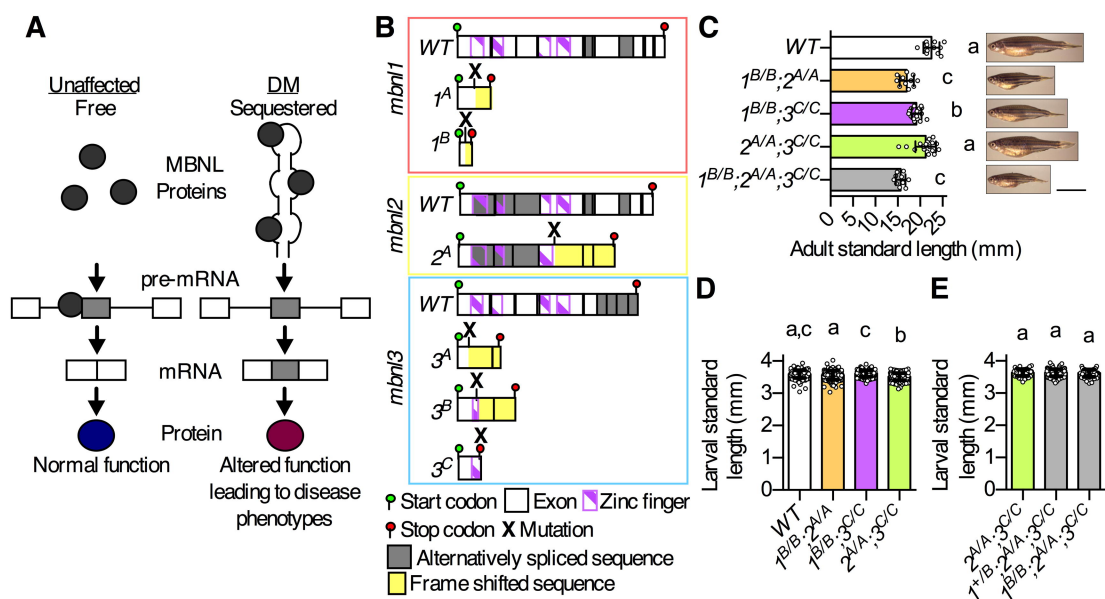 A
Unaffected
Free
DM
Sequestered
MBNL
Proteins
pre-mRNA
mRNA
Protein
Normal function
Altered function
leading to disease
phenotypes
B
mbnl1
WT
X
1A
X
1B
mbnl2
WT
X
2A
mbnl3
WT
X
3A
X
3B
X
3C
Start codon
Exon
Zinc finger
Stop codon
X Mutation
Alternatively spliced sequence
Frame shifted sequence
C
WT
a
1B/B;2A/A
c
1B/B;3C/C
b
2A/A;3C/C
a
1B/B;2A/A;3C/C
c
0 5 10 15 20 25
Adult standard length (mm)
D
a,c a c b
Larval standard
length (mm)
4
3
2
1
0
WT
1B/B;2A/A
1B/B;3C/C
2A/A;3C/C
E
a a a
Larval standard
length (mm)
4
3
2
1
0
2A/A;3C/C
1+/B;2A/A;3C/C
1B/B;2A/A;3C/C